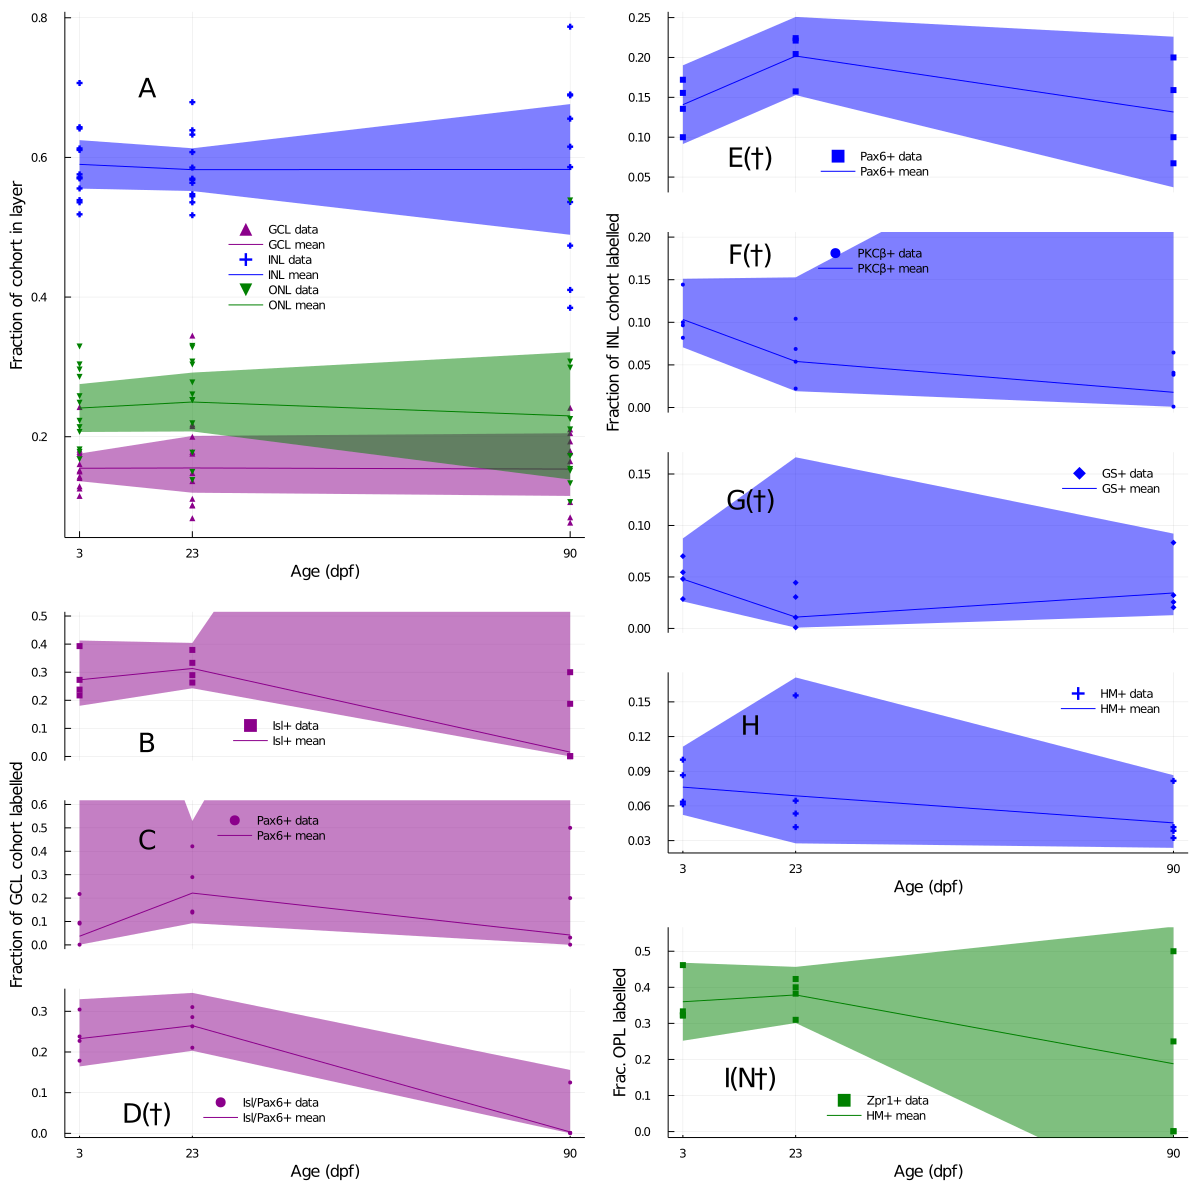 A
Fraction of cohort in layer
0.8
0.6
0.4
0.2
GCL data
GCL mean
INL data
INL mean
ONL data
ONL mean
3
23
90
Age (dpf)
Fraction of GCL cohort labelled
B
0.5
0.4
0.3
0.2
0.1
0.0
Isl+ data
Isl+ mean
C
0.6
0.5
0.4
0.3
0.2
0.1
0.0
Pax6+ data
Pax6+ mean
D(†)
0.3
0.2
0.1
0.0
Isl/Pax6+ data
Isl/Pax6+ mean
3
23
90
Age (dpf)
Fraction of INL cohort labelled
E(†)
0.25
0.20
0.15
0.10
0.05
Pax6+ data
Pax6+ mean
F(†)
0.20
0.15
0.10
0.05
0.00
PKCβ+ data
PKCβ+ mean
G(†)
0.15
0.10
0.05
0.00
GS+ data
GS+ mean
H
0.15
0.12
0.09
0.06
0.03
HM+ data
HM+ mean
3
23
90
Age (dpf)
Frac. OPL labelled
I(N†)
0.5
0.4
0.3
0.2
0.1
0.0
Zpr1+ data
HM+ mean
3
23
90
Age (dpf)